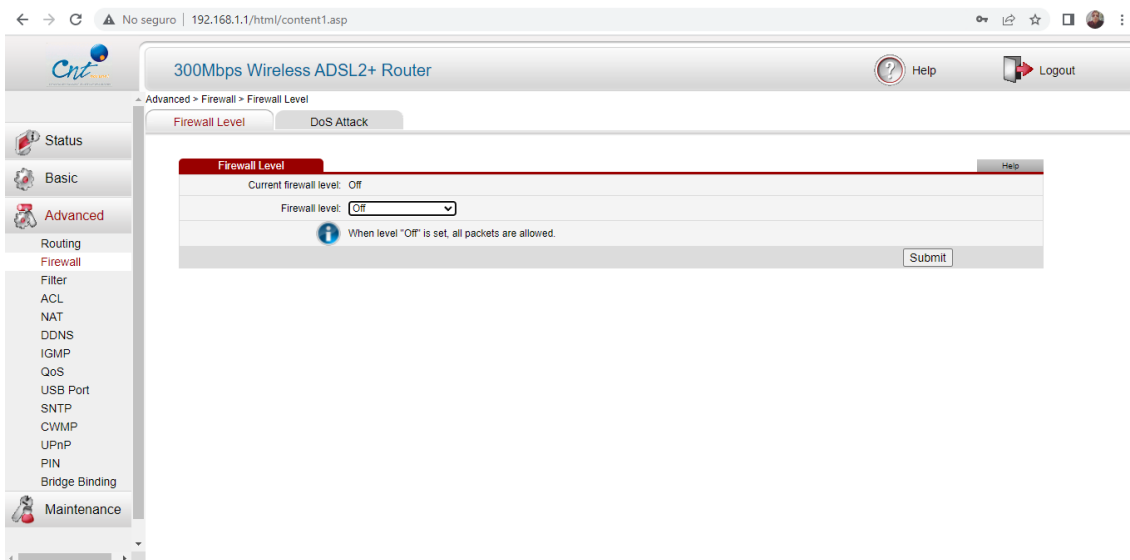 No seguro | 192.168.1.1/html/content1.asp
Cnt
300Mbps Wireless ADSL2+ Router
Help
Logout
Advanced > Firewall > Firewall Level
Firewall Level
DoS Attack
Status
Basic
Advanced
Routing
Firewall
Filter
ACL
NAT
DDNS
IGMP
QoS
USB Port
SNTP
CWMP
UPnP
PIN
Bridge Binding
Maintenance
Firewall Level
Help
Current firewall level: Off
Firewall level: Off
When level "Off" is set, all packets are allowed.
Submit